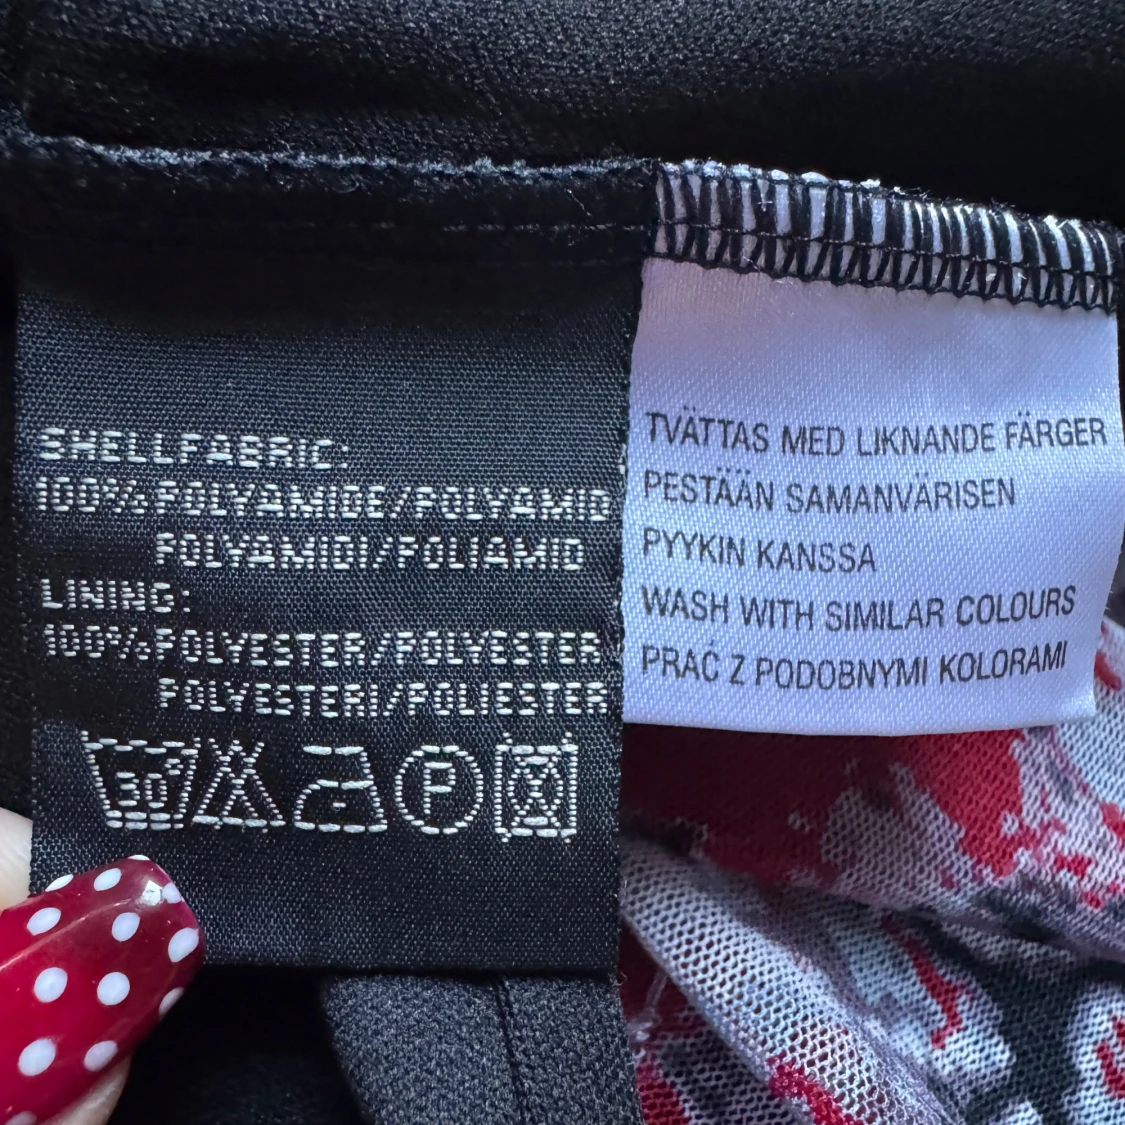 SHELLFABRIC:
100% POLYAMIDE/POLYAMID
POLYAMIDI/POLIAMID
LINING:
100% POLYESTER/POLYESTER
POLYESTERI/POLIESTER
30°
P
TVÄTTAS MED LIKNANDE FÄRGER
PESTÄÄN SAMANVÄRISEN
PYYKIN KANSSA
WASH WITH SIMILAR COLOURS
PRAĆ Z PODOBNYMI KOLORAMI